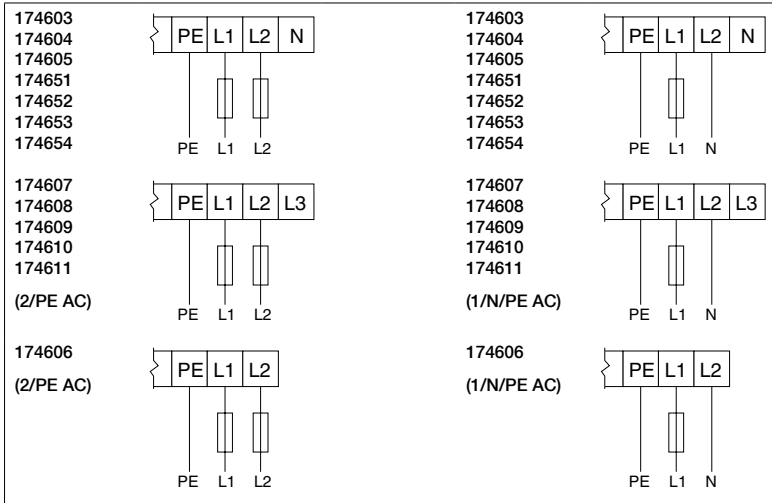 174603
174604
174605
174651
174652
174653
174654
PE L1 L2 N
PE L1 L2
174603
174604
174605
174651
174652
174653
174654
PE L1 L2 N
PE L1 N
174607
174608
174609
174610
174611
(2/PE AC)
PE L1 L2 L3
PE L1 L2
174607
174608
174609
174610
174611
(1/N/PE AC)
PE L1 L2 L3
PE L1 N
174606
(2/PE AC)
PE L1 L2
PE L1 L2
174606
(1/N/PE AC)
PE L1 L2
PE L1 N